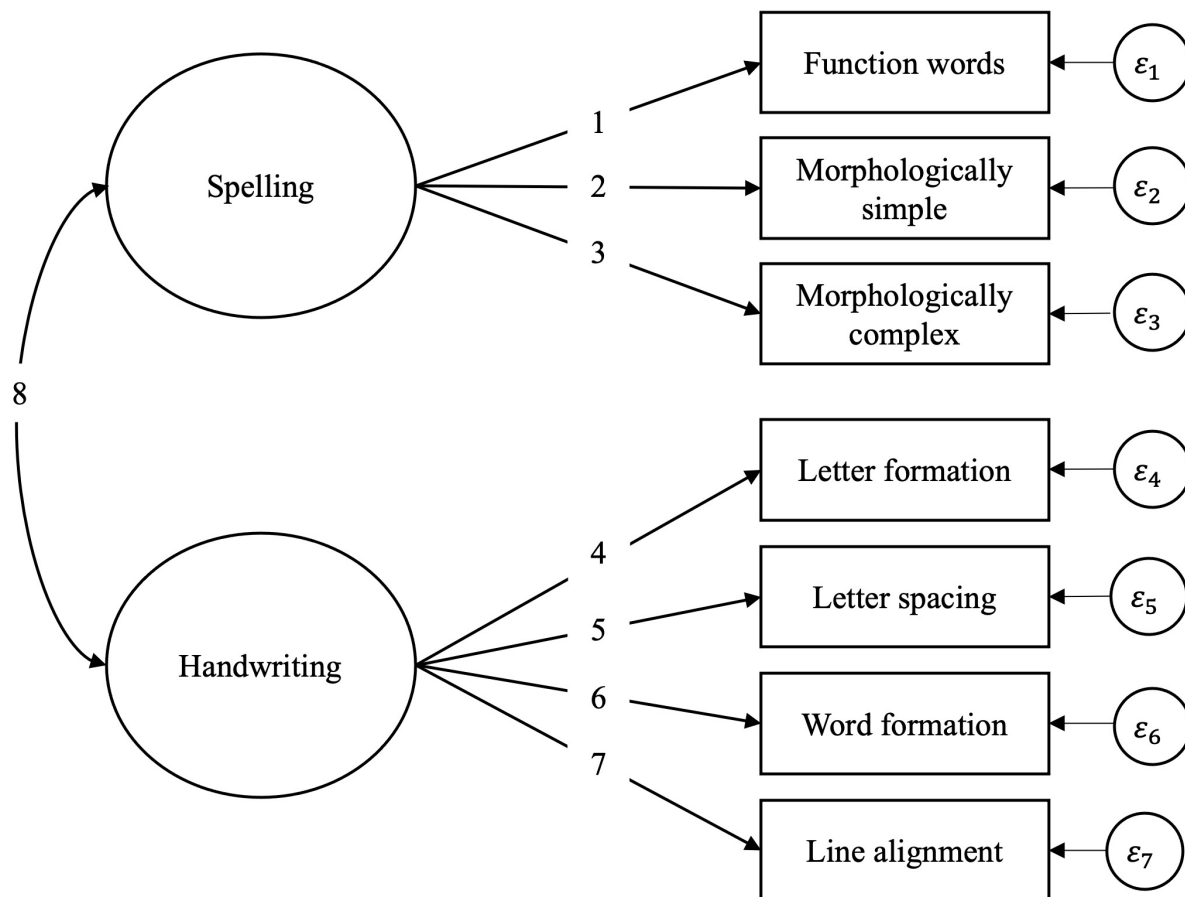 Function words
ε1
1
Spelling
2
Morphologically
simple
ε2
3
Morphologically
complex
ε3
8
Letter formation
ε4
4
Letter spacing
ε5
5
Handwriting
6
Word formation
ε6
7
Line alignment
ε7